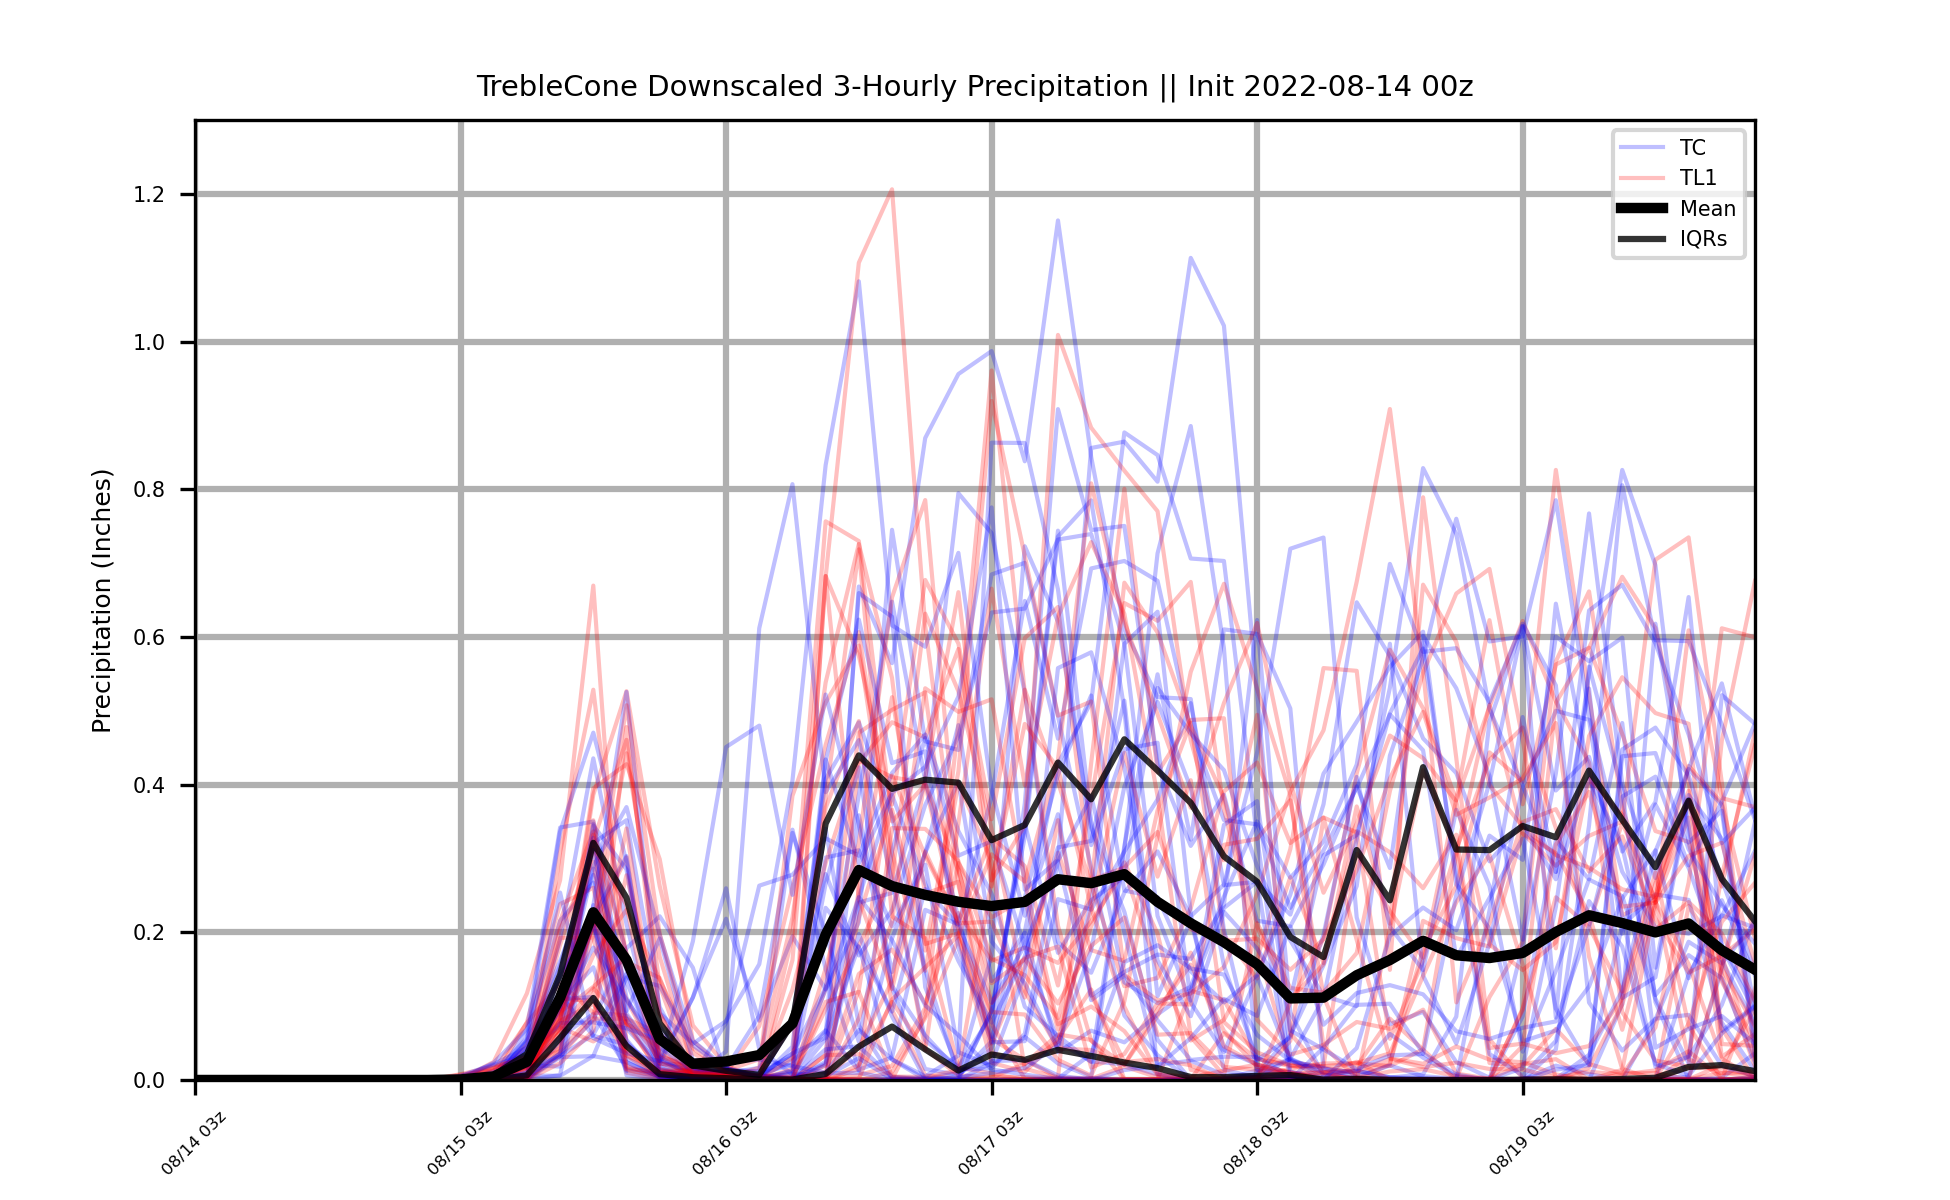 TrebleCone Downscaled 3-Hourly Precipitation || Init 2022-08-14 00z
TC
TL1
Mean
IQRs
Precipitation (Inches)
1.2
1.0
0.8
0.6
0.4
0.2
0.0
08/14 03z
08/15 03z
08/16 03z
08/17 03z
08/18 03z
08/19 03z